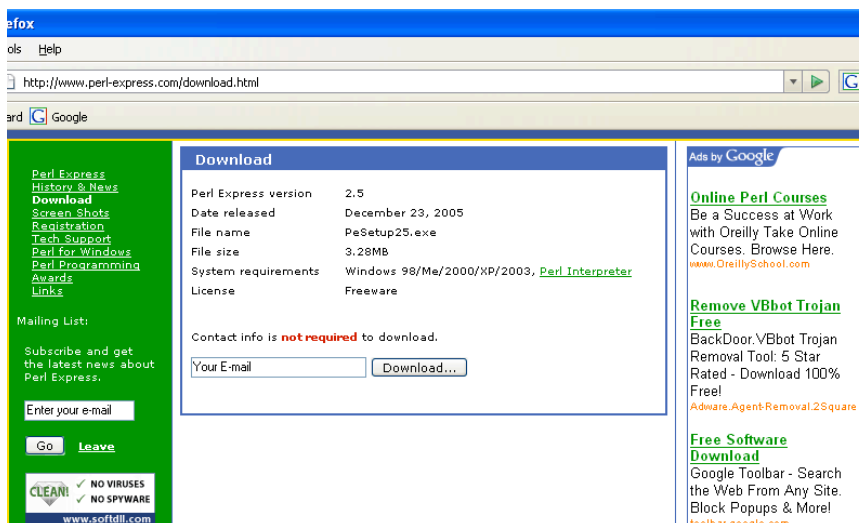 efox
ols Help
http://www.perl-express.com/download.html
ard G Google
Perl Express
History & News
Download
Screen Shots
Registration
Tech Support
Perl for Windows
Perl Programming
Awards
Links
Mailing List:
Subscribe and get
the latest news about
Perl Express.
Enter your e-mail
Go Leave
CLEAN! NO VIRUSES
NO SPYWARE
www.softdll.com
Download
Perl Express version 2.5
Date released December 23, 2005
File name PeSetup25.exe
File size 3.28MB
System requirements Windows 98/Me/2000/XP/2003, Perl Interpreter
License Freeware
Contact info is not required to download.
Your E-mail Download...
Ads by Google
Online Perl Courses
Be a Success at Work
with Oreilly Take Online
Courses. Browse Here.
www.OreillySchool.com
Remove VBbot Trojan
Free
BackDoor.VBbot Trojan
Removal Tool: 5 Star
Rated - Download 100%
Free!
Adware.Agent-Removal.2Square
Free Software
Download
Google Toolbar - Search
the Web From Any Site.
Block Popups & More!
toolbar.google.com